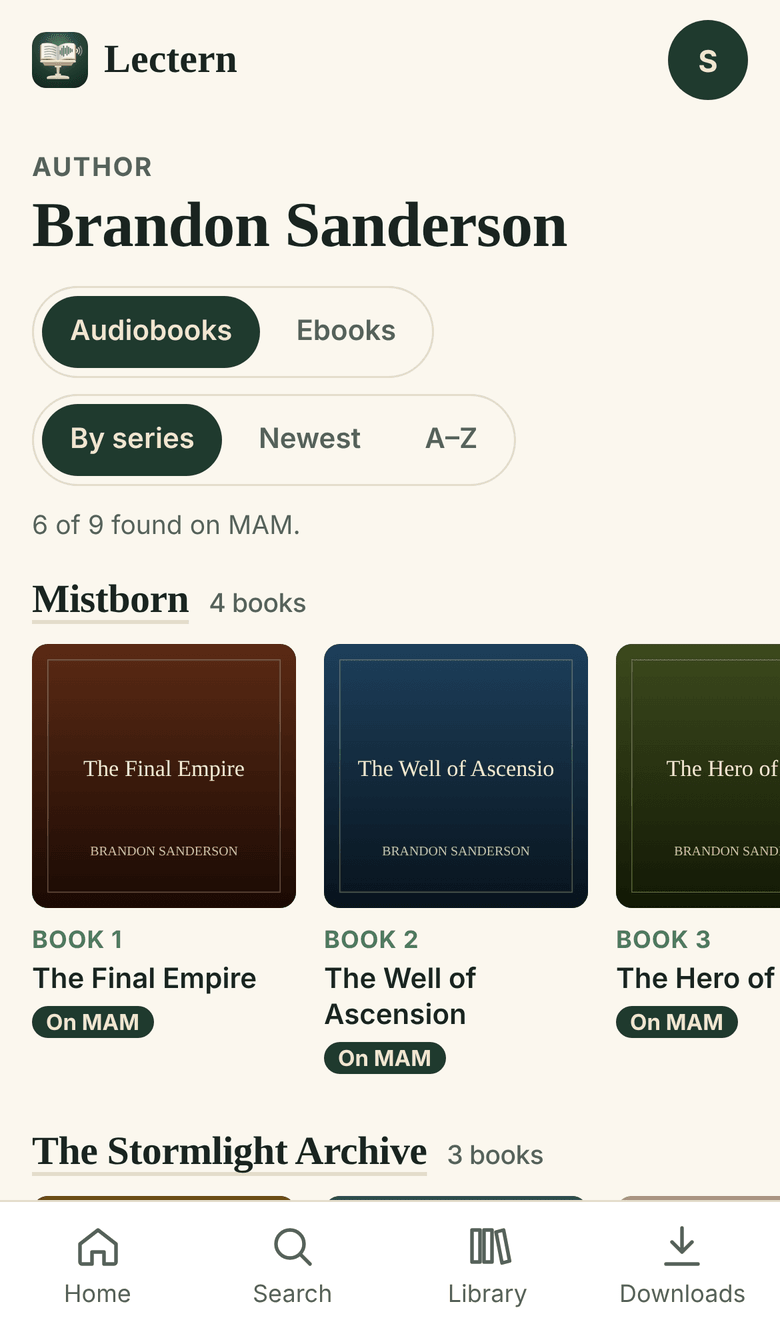 Lectern
S
AUTHOR
Brandon Sanderson
Audiobooks Ebooks
By series Newest A–Z
6 of 9 found on MAM.
Mistborn 4 books
The Final Empire
BRANDON SANDERSON
The Well of Ascensio
BRANDON SANDERSON
The Hero of
BRANDON SAND
BOOK 1
The Final Empire
On MAM
BOOK 2
The Well of
Ascension
On MAM
BOOK 3
The Hero of
On MAM
The Stormlight Archive 3 books
Home Search Library Downloads